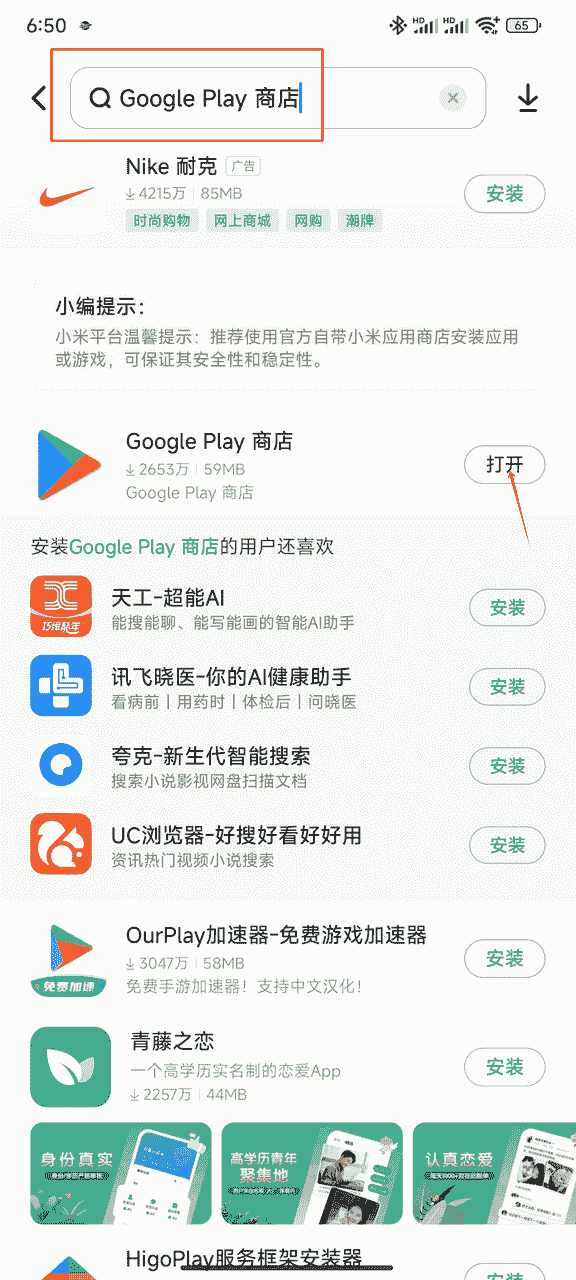 6:50
HD HD 65
Google Play 商店
Nike 耐克 广告
4215万 | 85MB
安装
时尚购物 网上商城 网购 潮牌
小编提示：
小米平台温馨提示：推荐使用官方自带小米应用商店安装应用
或游戏，可保证其安全性和稳定性。
Google Play 商店
2653万 | 59MB
打开
Google Play 商店
安装Google Play 商店的用户还喜欢
天工-超能AI
能搜能聊、能写能画的智能AI助手
安装
讯飞晓医-你的AI健康助手
看病前丨用药时丨体检后丨问晓医
安装
夸克-新生代智能搜索
搜索小说影视网盘扫描文档
安装
UC浏览器-好搜好看好好用
资讯热门视频小说搜索
安装
OurPlay加速器-免费游戏加速器
3047万 | 58MB
安装
免费加速
免费手游加速器！支持中文汉化！
青藤之恋
一个高学历实名制的恋爱App
2257万 | 44MB
安装
身份真实
高学历青年
聚集地
认真恋爱
HigoPlay服务框架安装器
安装